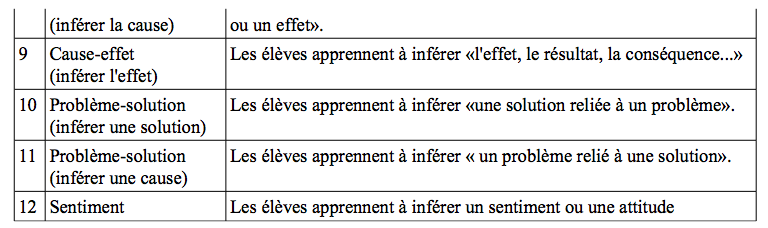 (inférer la cause) ou un effet».
9 Cause-effet Les élèves apprennent à inférer «l'effet, le résultat, la conséquence...»
(inférer l'effet)
10 Problème-solution Les élèves apprennent à inférer «une solution reliée à un problème».
(inférer une solution)
11 Problème-solution Les élèves apprennent à inférer « un problème relié à une solution».
(inférer une cause)
12 Sentiment Les élèves apprennent à inférer un sentiment ou une attitude